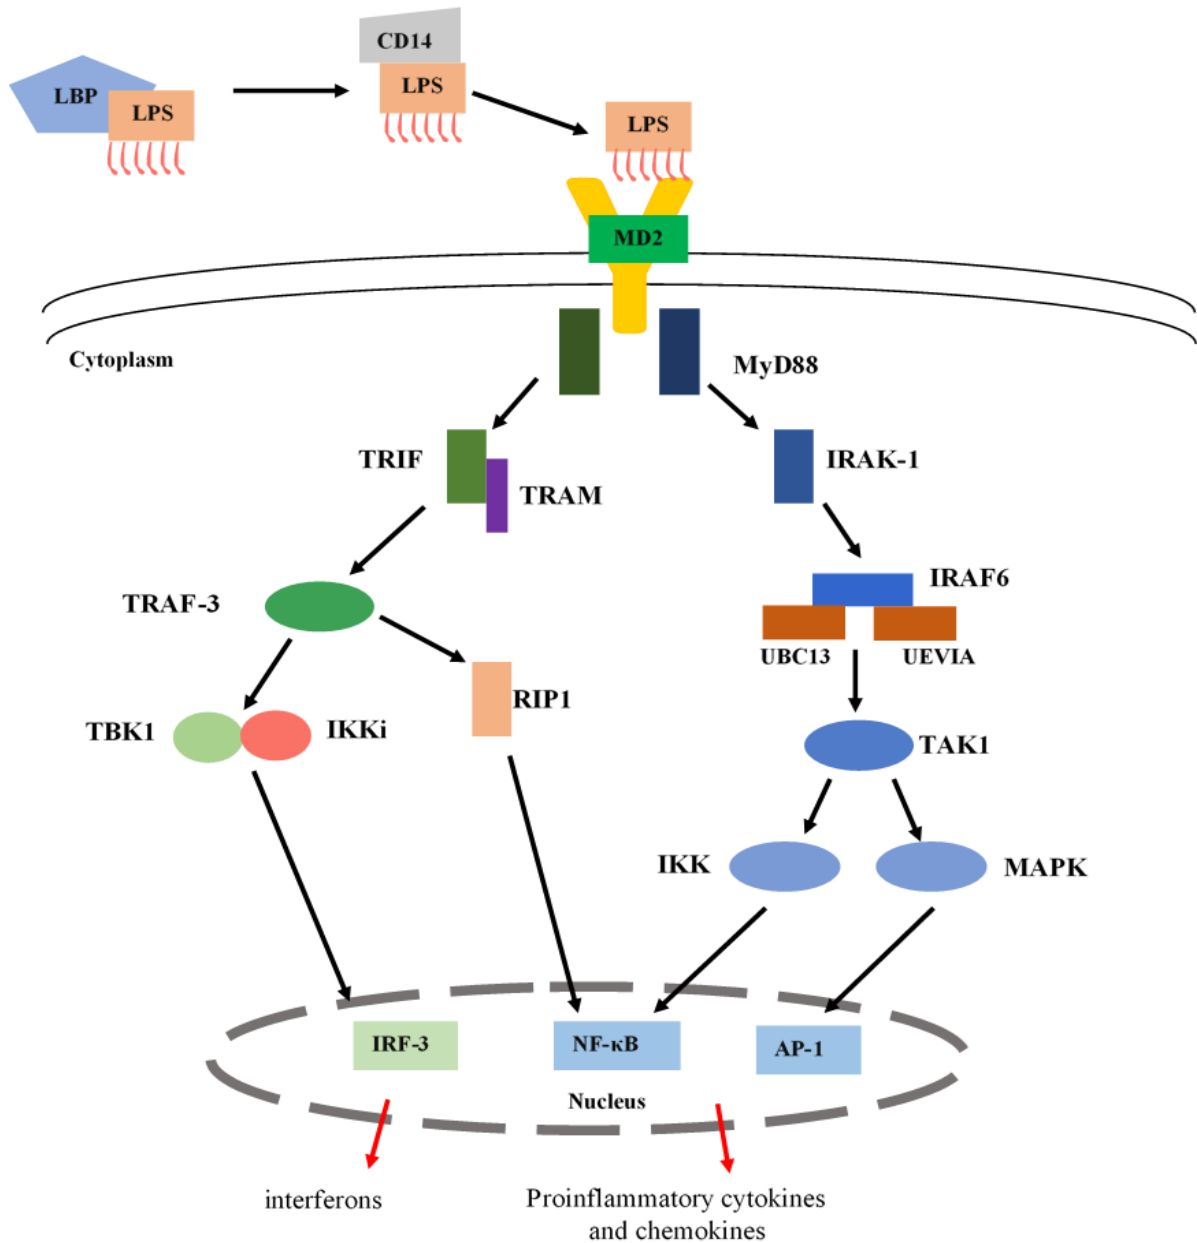 CD14
LBP
LPS
LPS
LPS
MD2
Cytoplasm
MyD88
TRIF
TRAM
IRAK-1
TRAF-3
IRAF6
UBC13
UEVIA
RIP1
TBK1
IKKi
TAK1
IKK
MAPK
IRF-3
NF-κB
AP-1
Nucleus
interferons
Proinflammatory cytokines
and chemokines